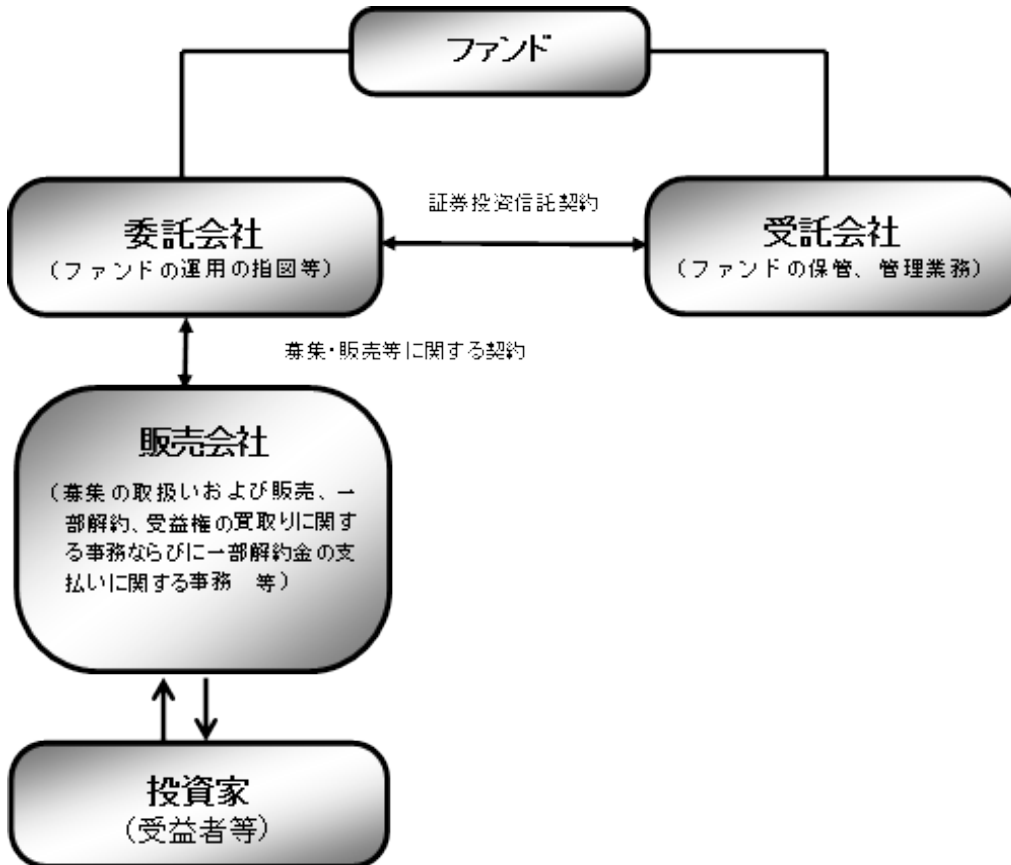 ファンド
証券投資信託契約
委託会社
(ファンドの運用の指図等)
受託会社
(ファンドの保管、管理業務)
募集・販売等に関する契約
販売会社
(募集の取扱いおよび販売、一
部解約、受益権の買取りに関す
る事務ならびに一部解約金の支
払いに関する事務 等)
投資家
(受益者等)